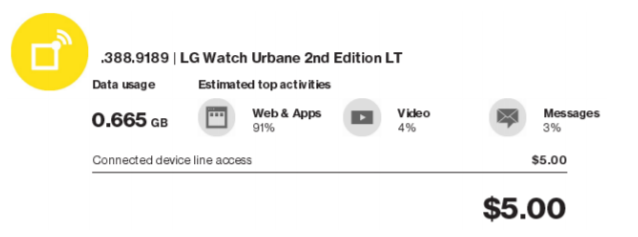 .388.9189 | LG Watch Urbane 2nd Edition LT
Data usage Estimated top activities
0.665 GB
Web & Apps
91%
Video
4%
Messages
3%
Connected device line access $5.00
$5.00